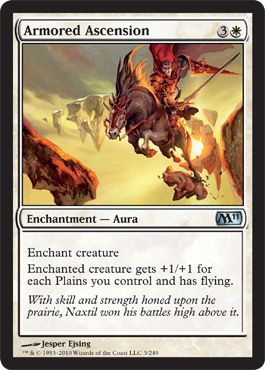 Armored Ascension 3
Enchantment — Aura M11
Enchant creature
Enchanted creature gets +1/+1 for
each Plains you control and has flying.
With skill and strength honed upon the
prairie, Naxtil won his battles high above it.
Jesper Ejsing
™ & © 1993–2010 Wizards of the Coast LLC 5/249